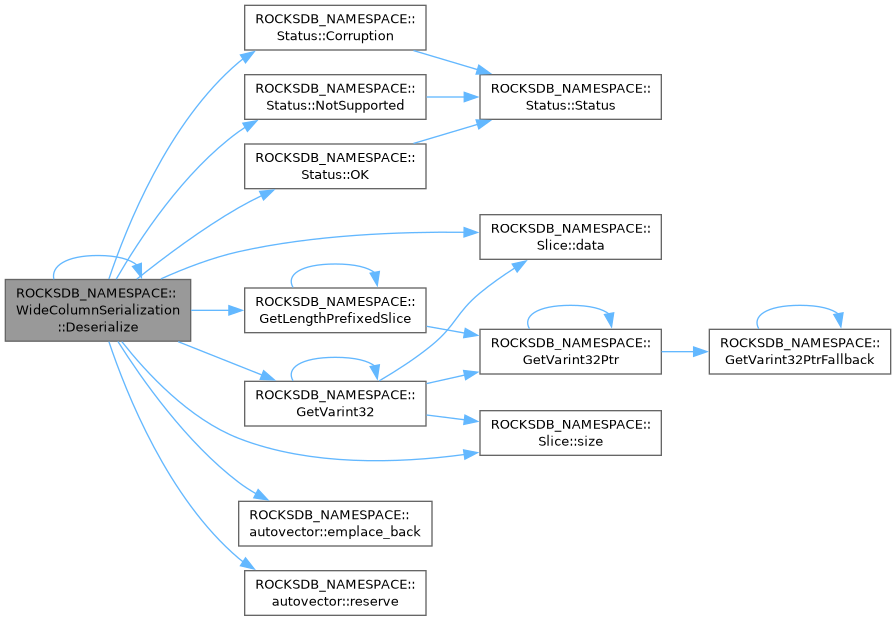 ROCKSDB_NAMESPACE::
Status::Corruption
ROCKSDB_NAMESPACE::
Status::NotSupported
ROCKSDB_NAMESPACE::
Status::Status
ROCKSDB_NAMESPACE::
Status::OK
ROCKSDB_NAMESPACE::
Slice::data
ROCKSDB_NAMESPACE::
WideColumnSerialization
::Deserialize
ROCKSDB_NAMESPACE::
GetLengthPrefixedSlice
ROCKSDB_NAMESPACE::
GetVarint32Ptr
ROCKSDB_NAMESPACE::
GetVarint32PtrFallback
ROCKSDB_NAMESPACE::
GetVarint32
ROCKSDB_NAMESPACE::
Slice::size
ROCKSDB_NAMESPACE::
autovector::emplace_back
ROCKSDB_NAMESPACE::
autovector::reserve